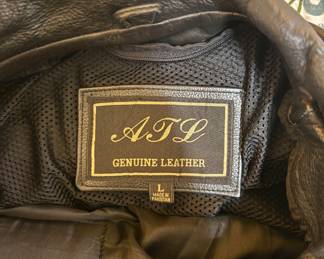 ATL
GENUINE LEATHER
L
MADE IN
PAKISTAN